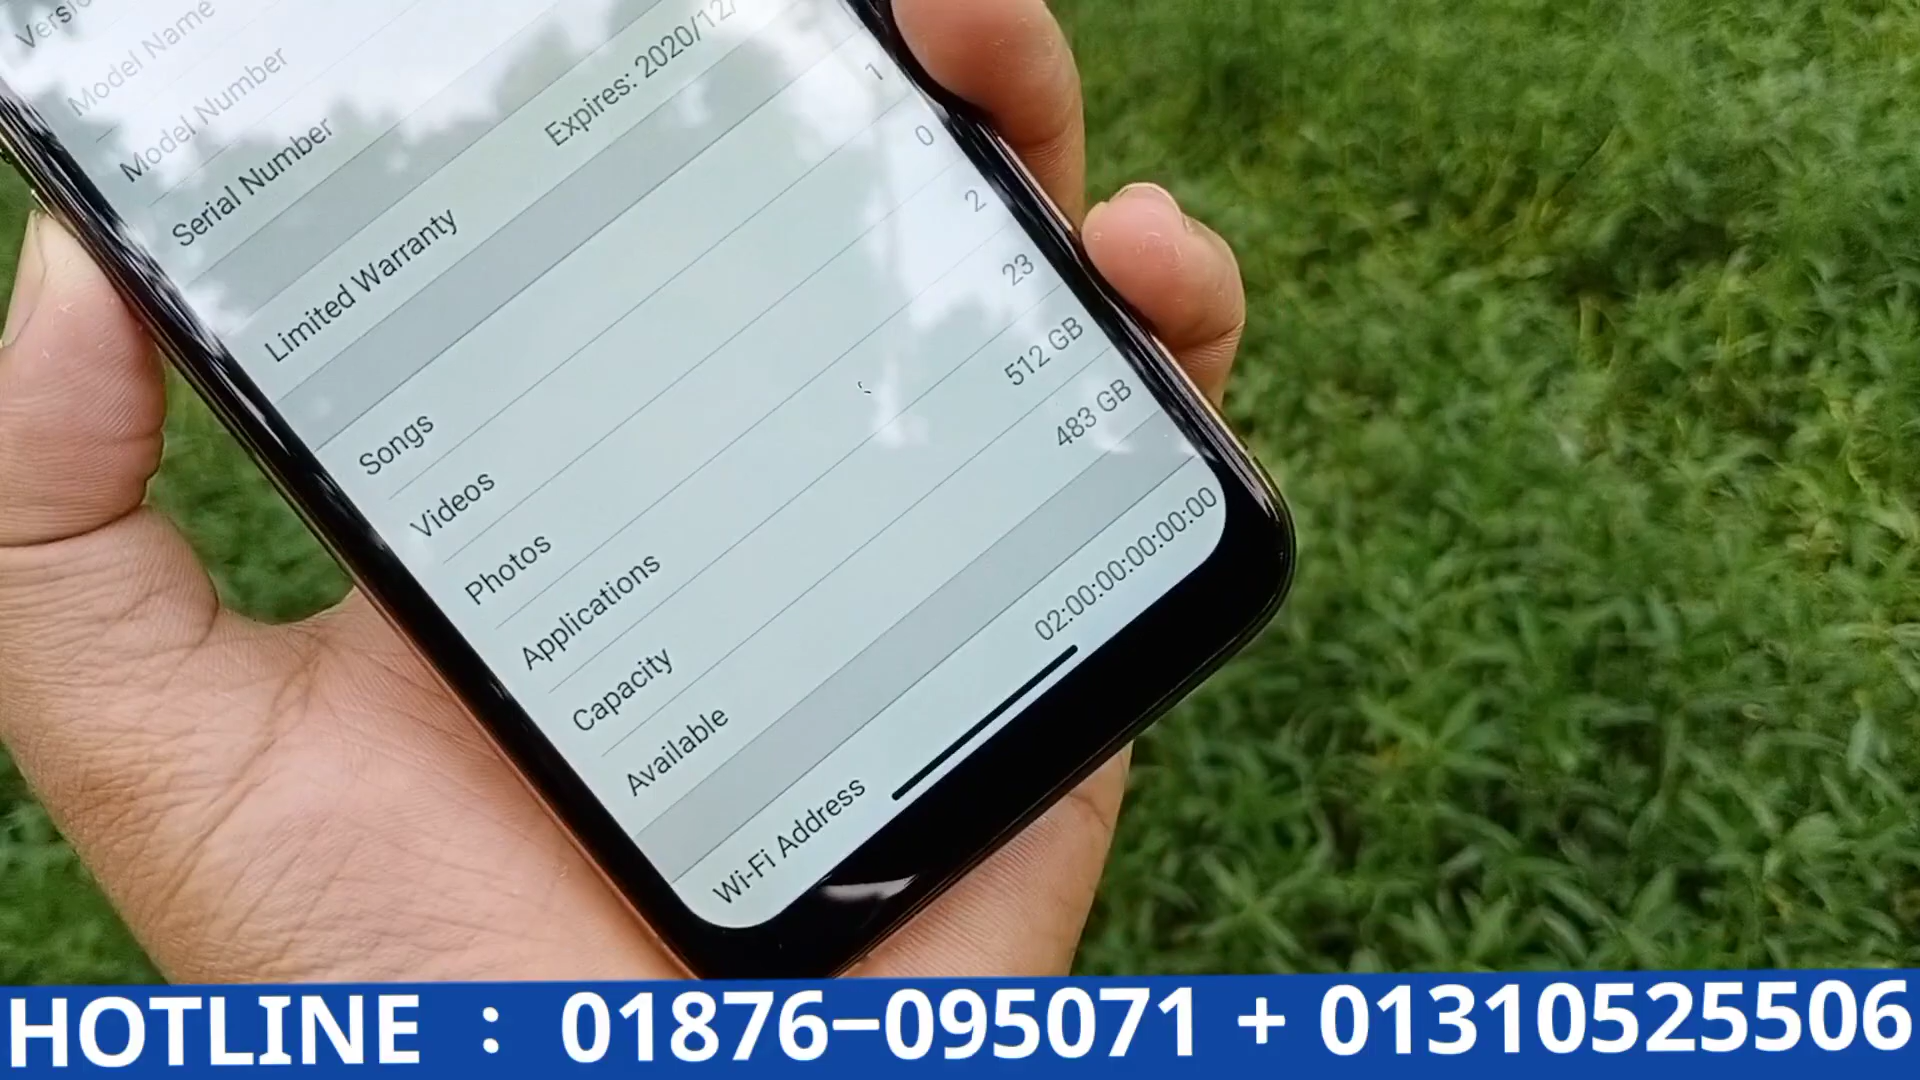 Version
Model Name
Model Number
Serial Number
Limited Warranty Expires: 2020/12/
Songs 1
Videos 0
Photos 2
Applications 23
Capacity 512 GB
Available 483 GB
Wi-Fi Address 02:00:00:00:00:00
HOTLINE : 01876-095071 + 01310525506